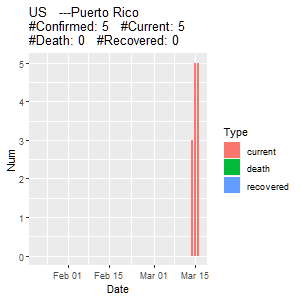 US   ---Puerto Rico
#Confirmed: 5   #Current: 5
#Death: 0   #Recovered: 0
5
4
3
2
1
0
Num
Feb 01
Feb 15
Mar 01
Mar 15
Date
Type
current
death
recovered